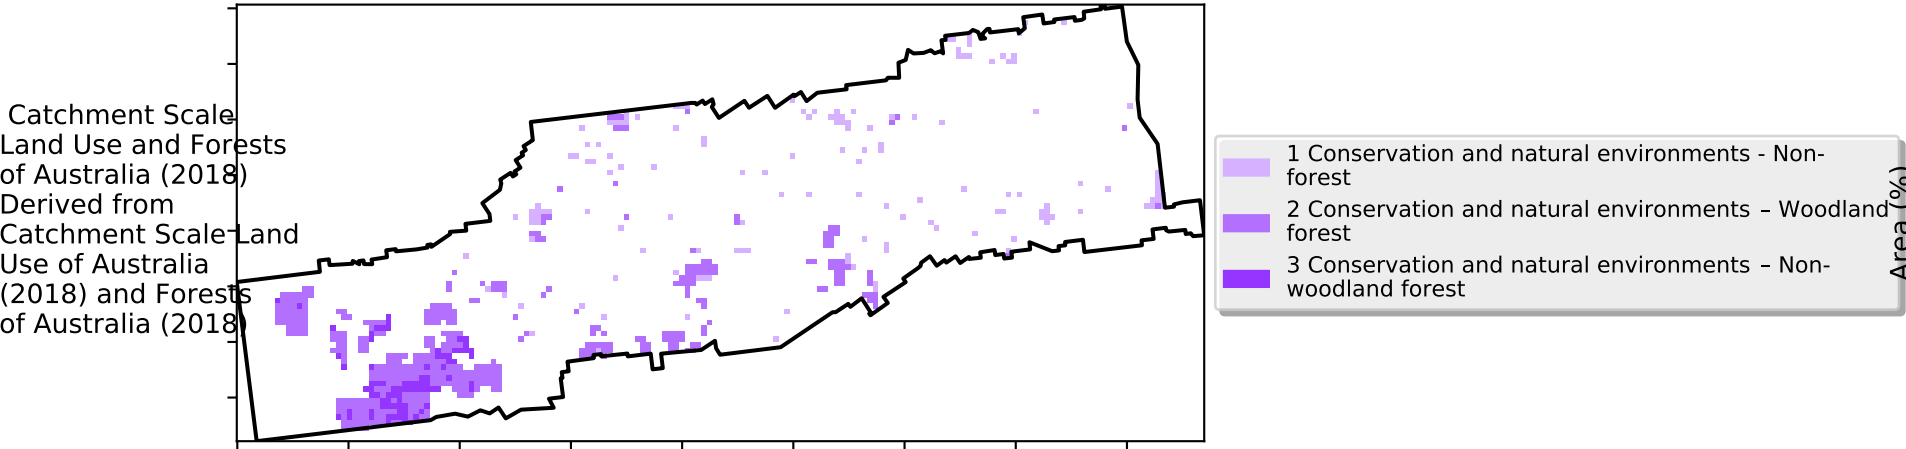 Catchment Scale
Land Use and Forests
of Australia (2018)
Derived from
Catchment Scale Land
Use of Australia
(2018) and Forests
of Australia (2018)
1 Conservation and natural environments - Non-
forest
2 Conservation and natural environments – Woodland
forest
3 Conservation and natural environments – Non-
woodland forest
Area (%)